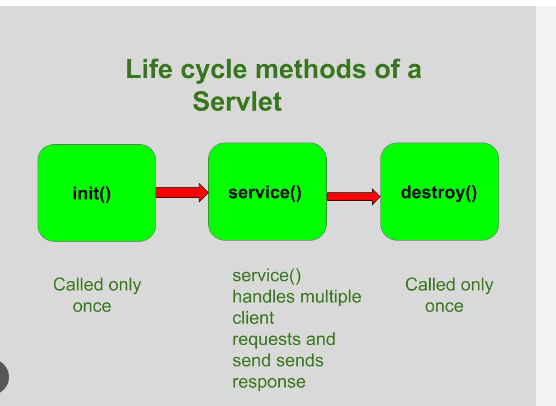 Life cycle methods of a
Servlet
init()
service()
destroy()
Called only
once
service()
handles multiple
client
requests and
send sends
response
Called only
once